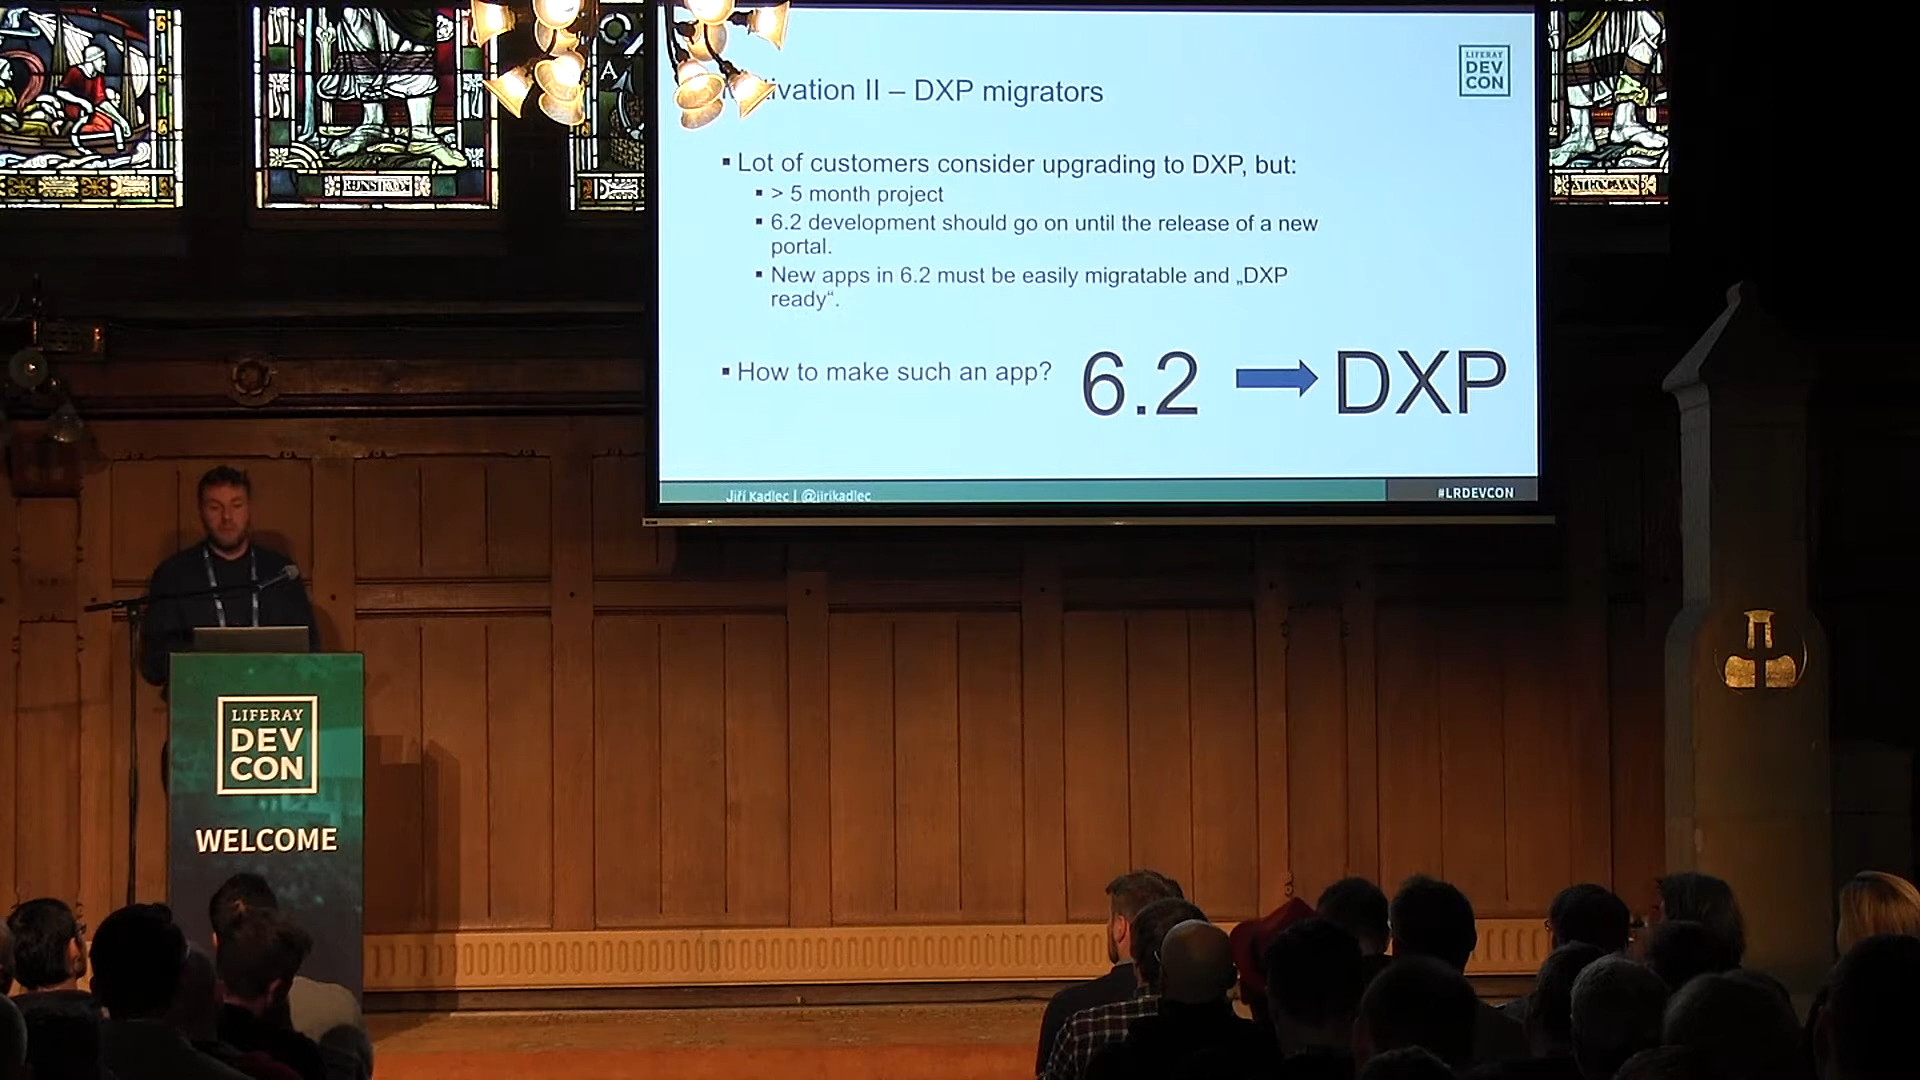 LIFERAY
DEV
CON
tivation II – DXP migrators
▪ Lot of customers consider upgrading to DXP, but:
▪ > 5 month project
▪ 6.2 development should go on until the release of a new
portal.
▪ New apps in 6.2 must be easily migratable and „DXP
ready“.
▪ How to make such an app?
6.2 → DXP
Jiří Kadlec | @jirikadlec
#LRDEVCON
LIFERAY
DEV
CON
WELCOME